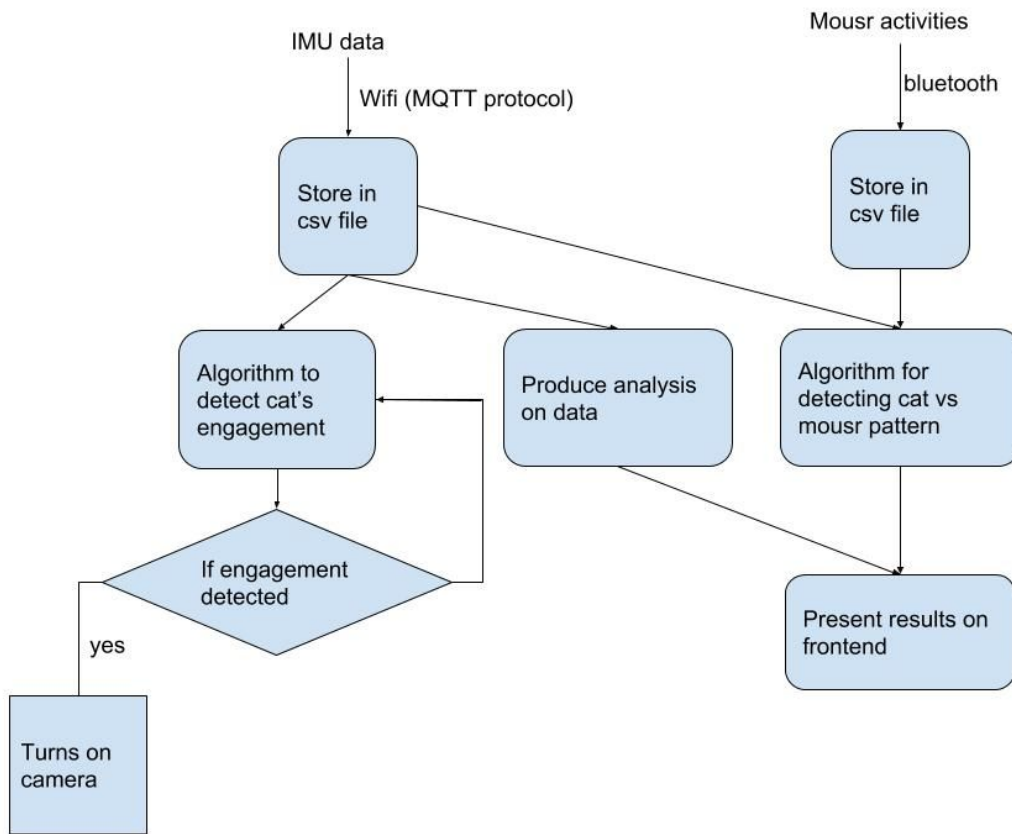 IMU data
Mousr activities
Wifi (MQTT protocol)
bluetooth
Store in
csv file
Store in
csv file
Algorithm to
detect cat's
engagement
Produce analysis
on data
Algorithm for
detecting cat vs
mousr pattern
If engagement
detected
Present results on
frontend
yes
Turns on
camera